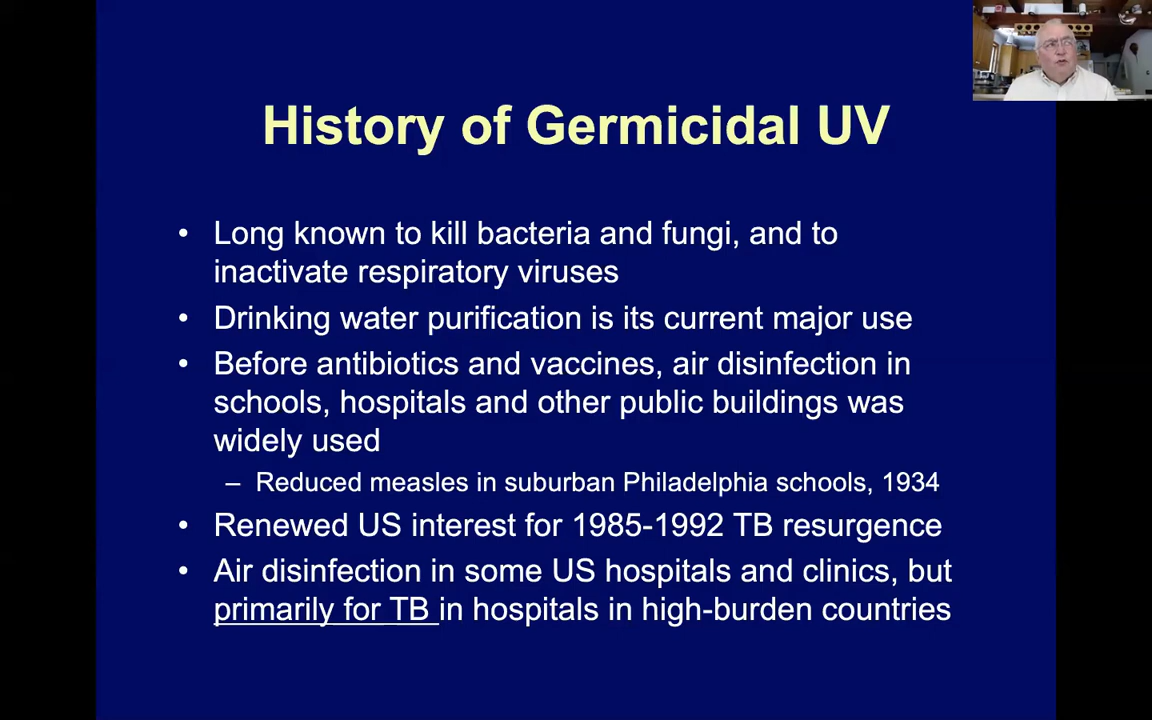 History of Germicidal UV
• Long known to kill bacteria and fungi, and to
inactivate respiratory viruses
• Drinking water purification is its current major use
• Before antibiotics and vaccines, air disinfection in
schools, hospitals and other public buildings was
widely used
– Reduced measles in suburban Philadelphia schools, 1934
• Renewed US interest for 1985-1992 TB resurgence
• Air disinfection in some US hospitals and clinics, but
primarily for TB in hospitals in high-burden countries